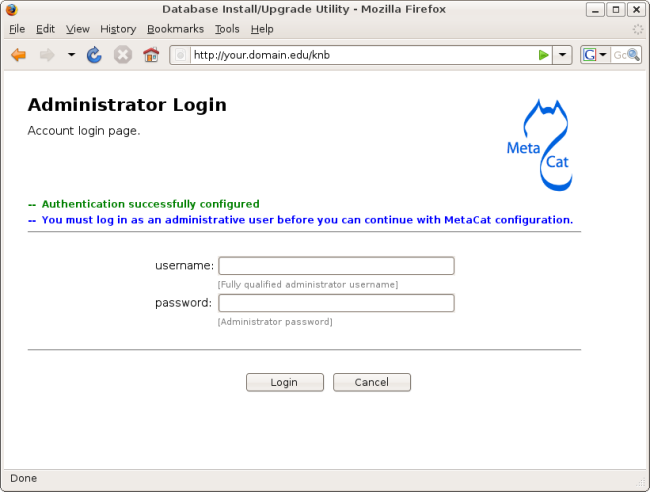 Database Install/Upgrade Utility - Mozilla Firefox
File Edit View History Bookmarks Tools Help
http://your.domain.edu/knb
G
Administrator Login
Account login page.
Meta
Cat
-- Authentication successfully configured
-- You must log in as an administrative user before you can continue with MetaCat configuration.
username:
[Fully qualified administrator username]
password:
[Administrator password]
Login Cancel
Done